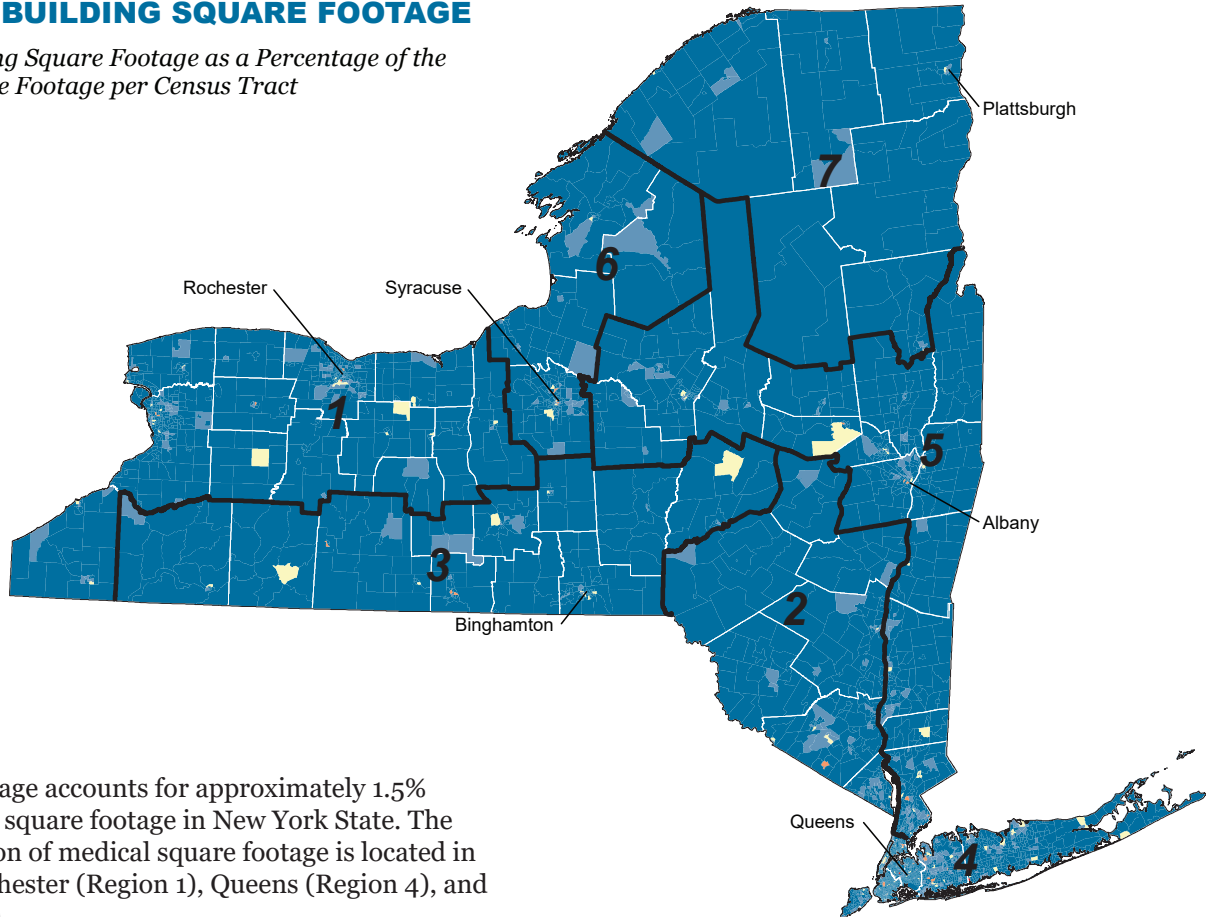 BUILDING SQUARE FOOTAGE
ng Square Footage as a Percentage of the
e Footage per Census Tract
Plattsburgh
7
6
Rochester
Syracuse
1
5
Albany
3
2
Binghamton
age accounts for approximately 1.5%
square footage in New York State. The
on of medical square footage is located in
hester (Region 1), Queens (Region 4), and
Queens
4